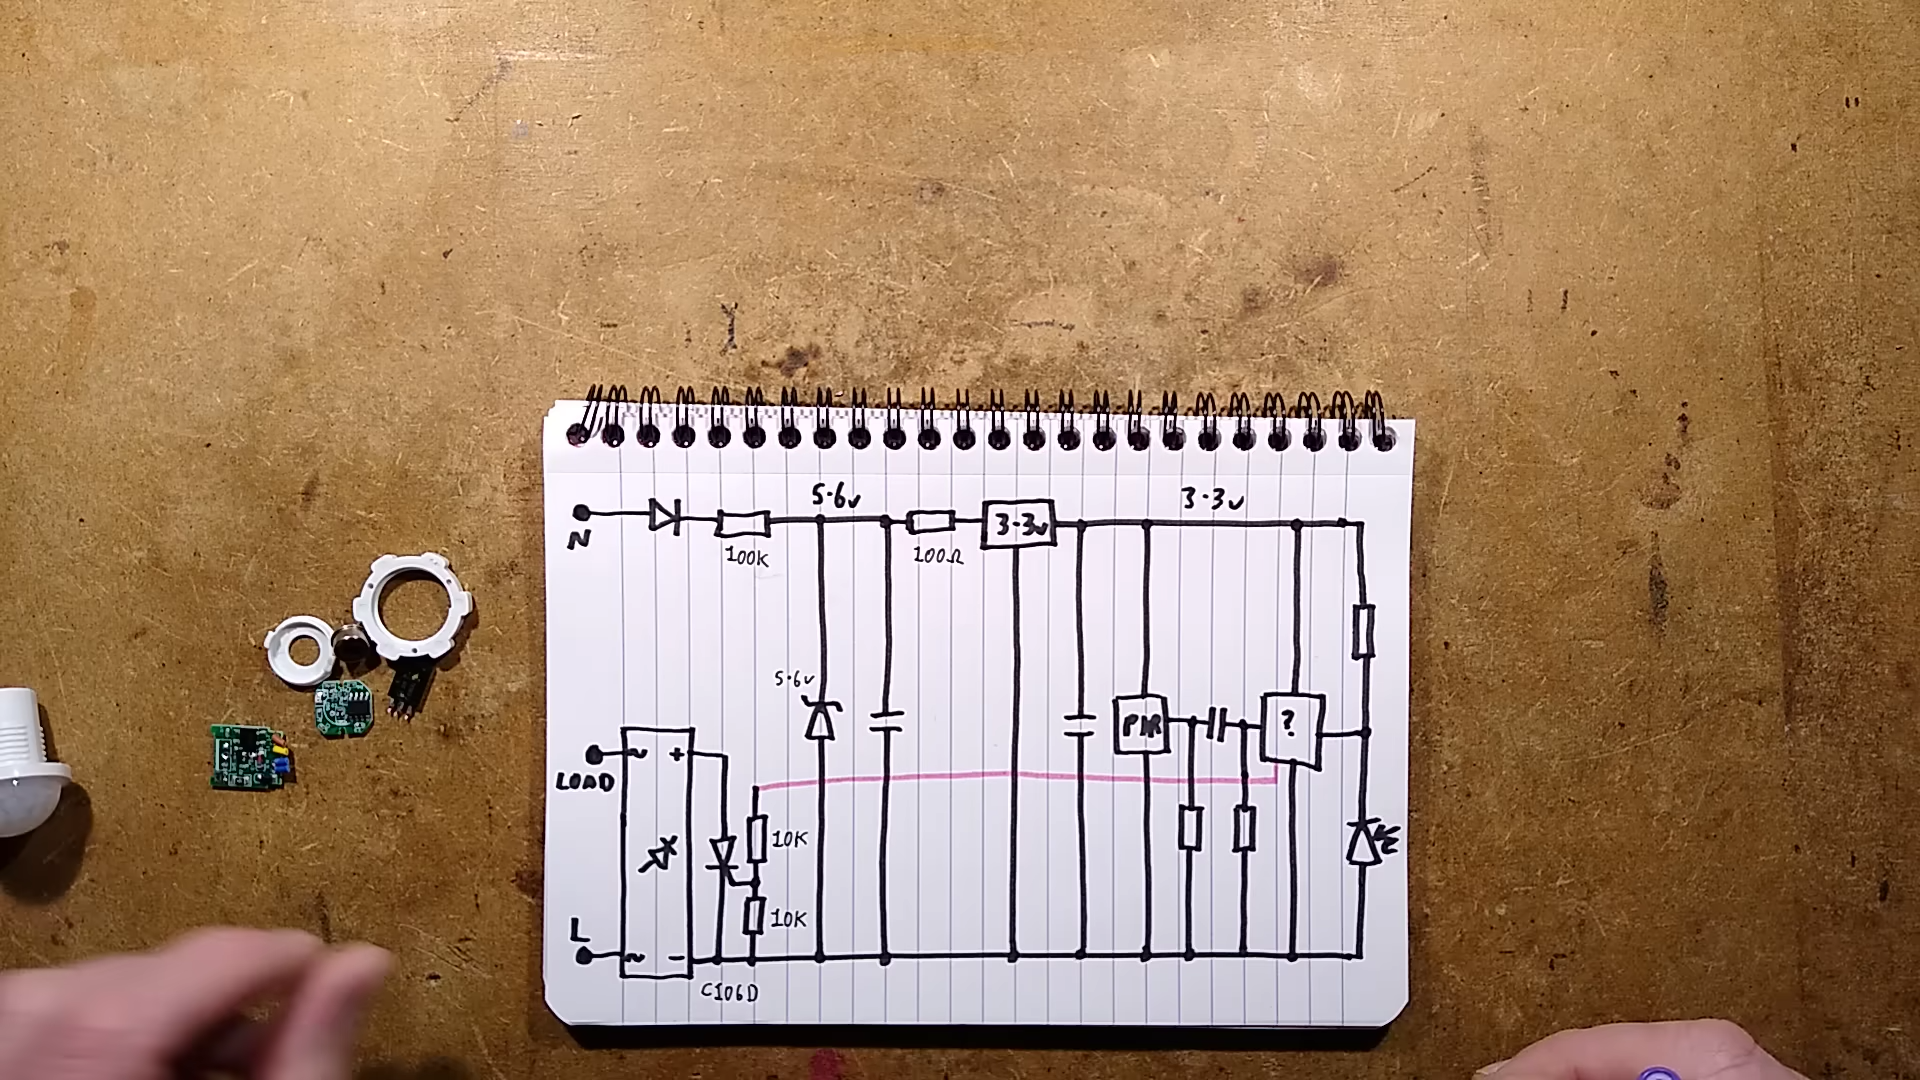 5.6v
3.3v
N
3-3v
100K
100Ω
5.6v
PIR
?
~
+
LOAD
10K
L
10K
~
-
C106D